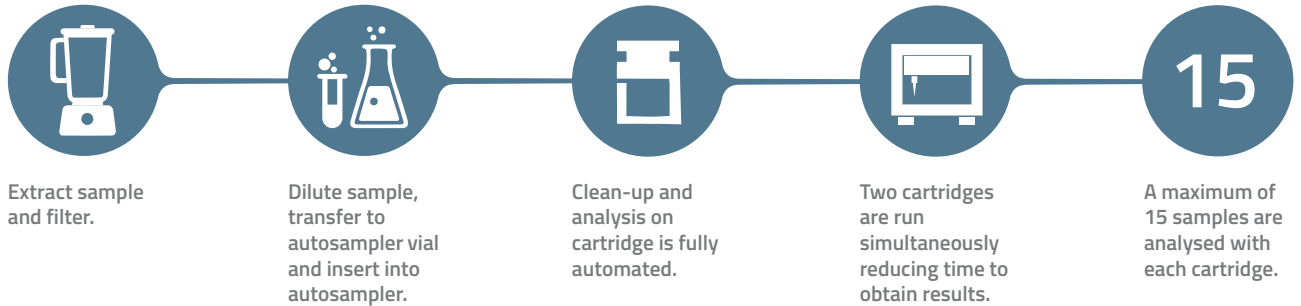 15
Extract sample
and filter.
Dilute sample,
transfer to
autosampler vial
and insert into
autosampler.
Clean-up and
analysis on
cartridge is fully
automated.
Two cartridges
are run
simultaneously
reducing time to
obtain results.
A maximum of
15 samples are
analysed with
each cartridge.